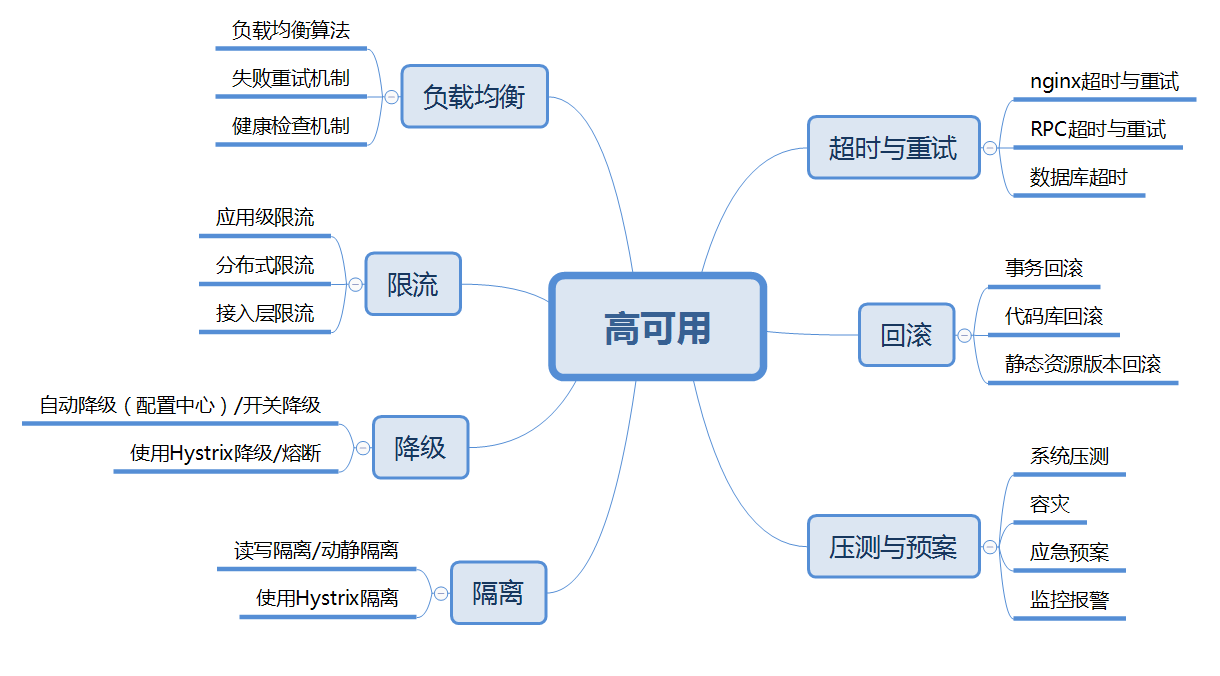 高可用
负载均衡
负载均衡算法
失败重试机制
健康检查机制
限流
应用级限流
分布式限流
接入层限流
降级
自动降级（配置中心）/开关降级
使用Hystrix降级/熔断
隔离
读写隔离/动静隔离
使用Hystrix隔离
超时与重试
nginx超时与重试
RPC超时与重试
数据库超时
回滚
事务回滚
代码库回滚
静态资源版本回滚
压测与预案
系统压测
容灾
应急预案
监控报警